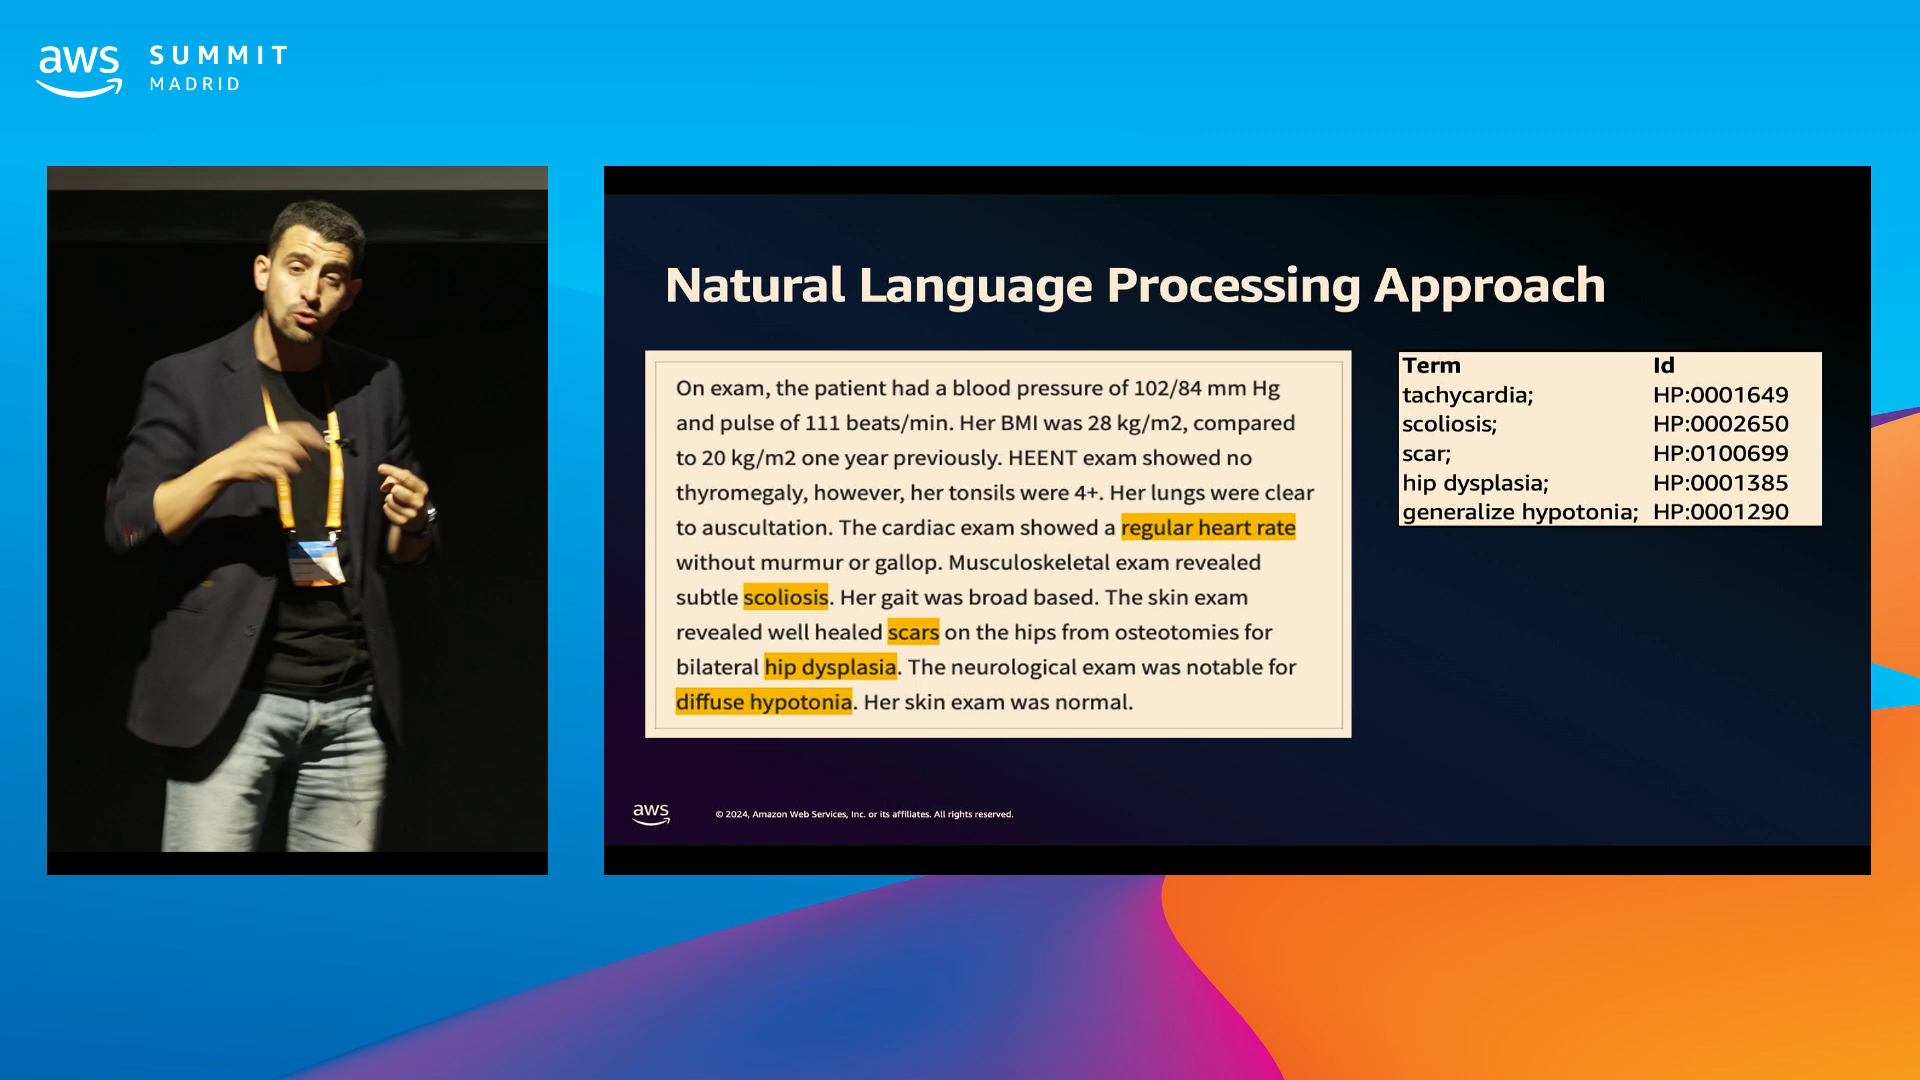 aws SUMMIT
MADRID
Natural Language Processing Approach
On exam, the patient had a blood pressure of 102/84 mm Hg
and pulse of 111 beats/min. Her BMI was 28 kg/m2, compared
to 20 kg/m2 one year previously. HEENT exam showed no
thyromegaly, however, her tonsils were 4+. Her lungs were clear
to auscultation. The cardiac exam showed a regular heart rate
without murmur or gallop. Musculoskeletal exam revealed
subtle scoliosis. Her gait was broad based. The skin exam
revealed well healed scars on the hips from osteotomies for
bilateral hip dysplasia. The neurological exam was notable for
diffuse hypotonia. Her skin exam was normal.
Term Id
tachycardia; HP:0001649
scoliosis; HP:0002650
scar; HP:0100699
hip dysplasia; HP:0001385
generalize hypotonia; HP:0001290
aws © 2024, Amazon Web Services, Inc. or its affiliates. All rights reserved.